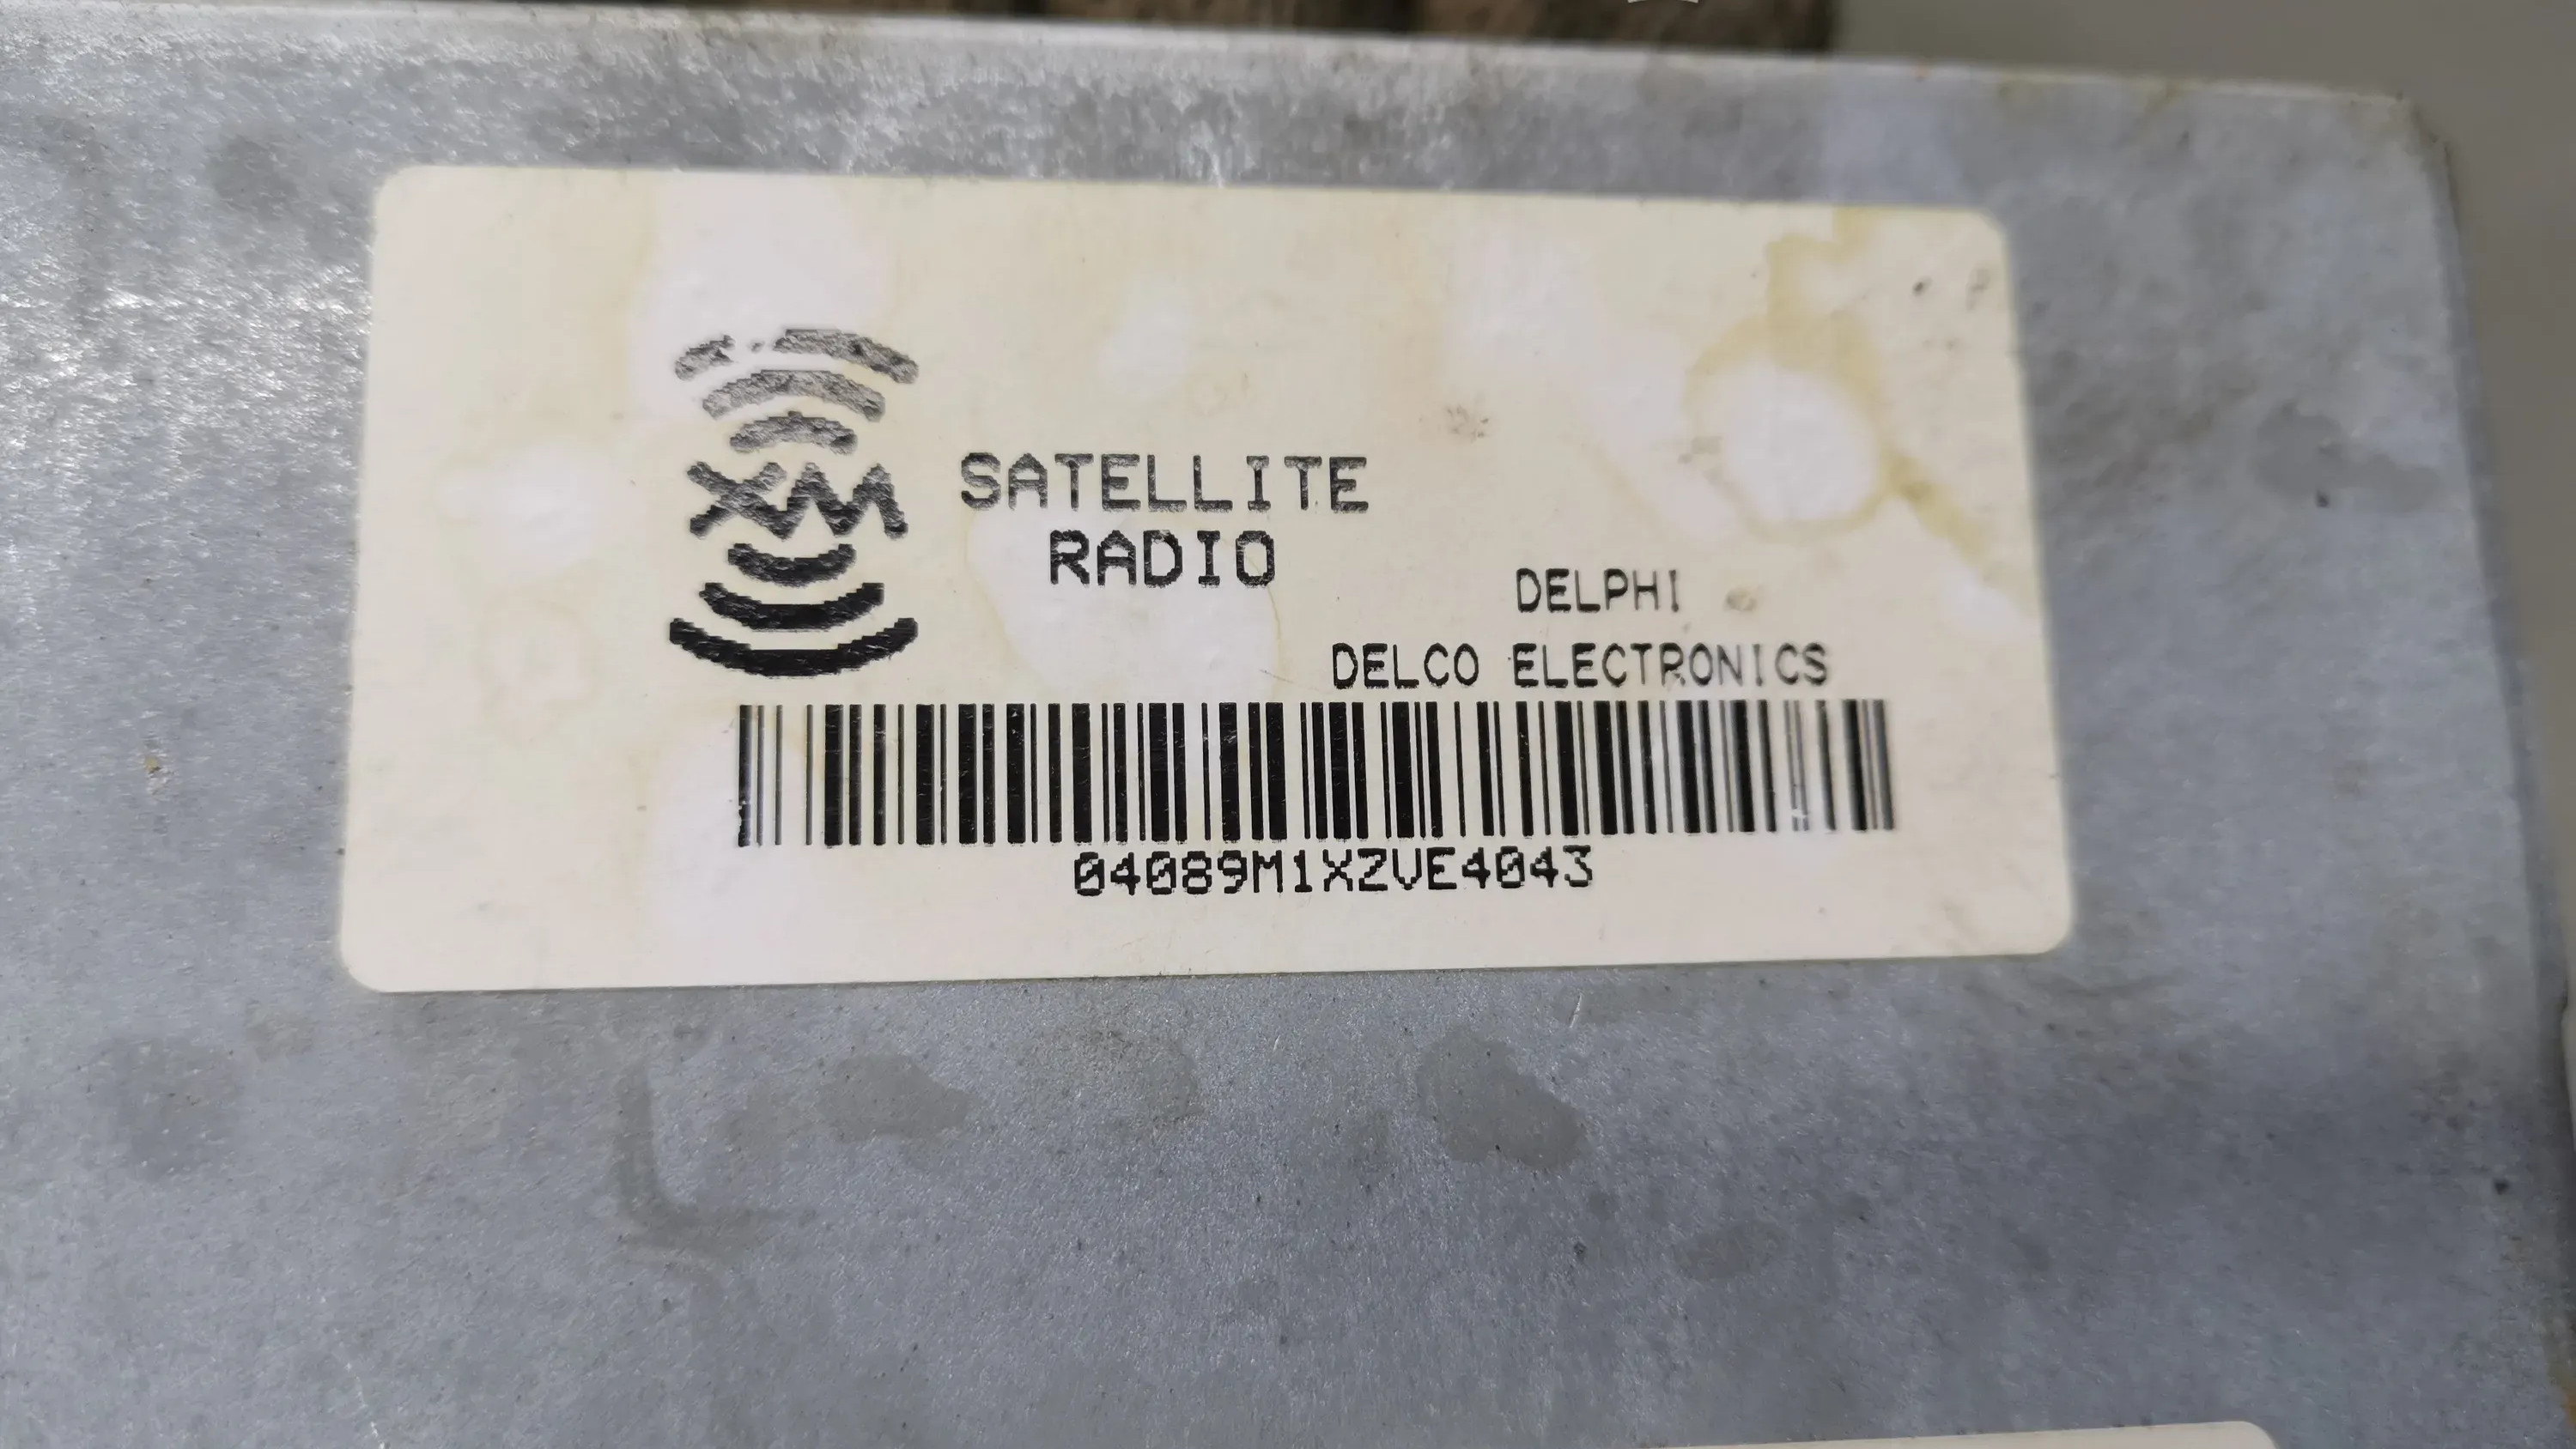 XM
SATELLITE
RADIO
DELPHI
DELCO ELECTRONICS
04089M1XZVE4043